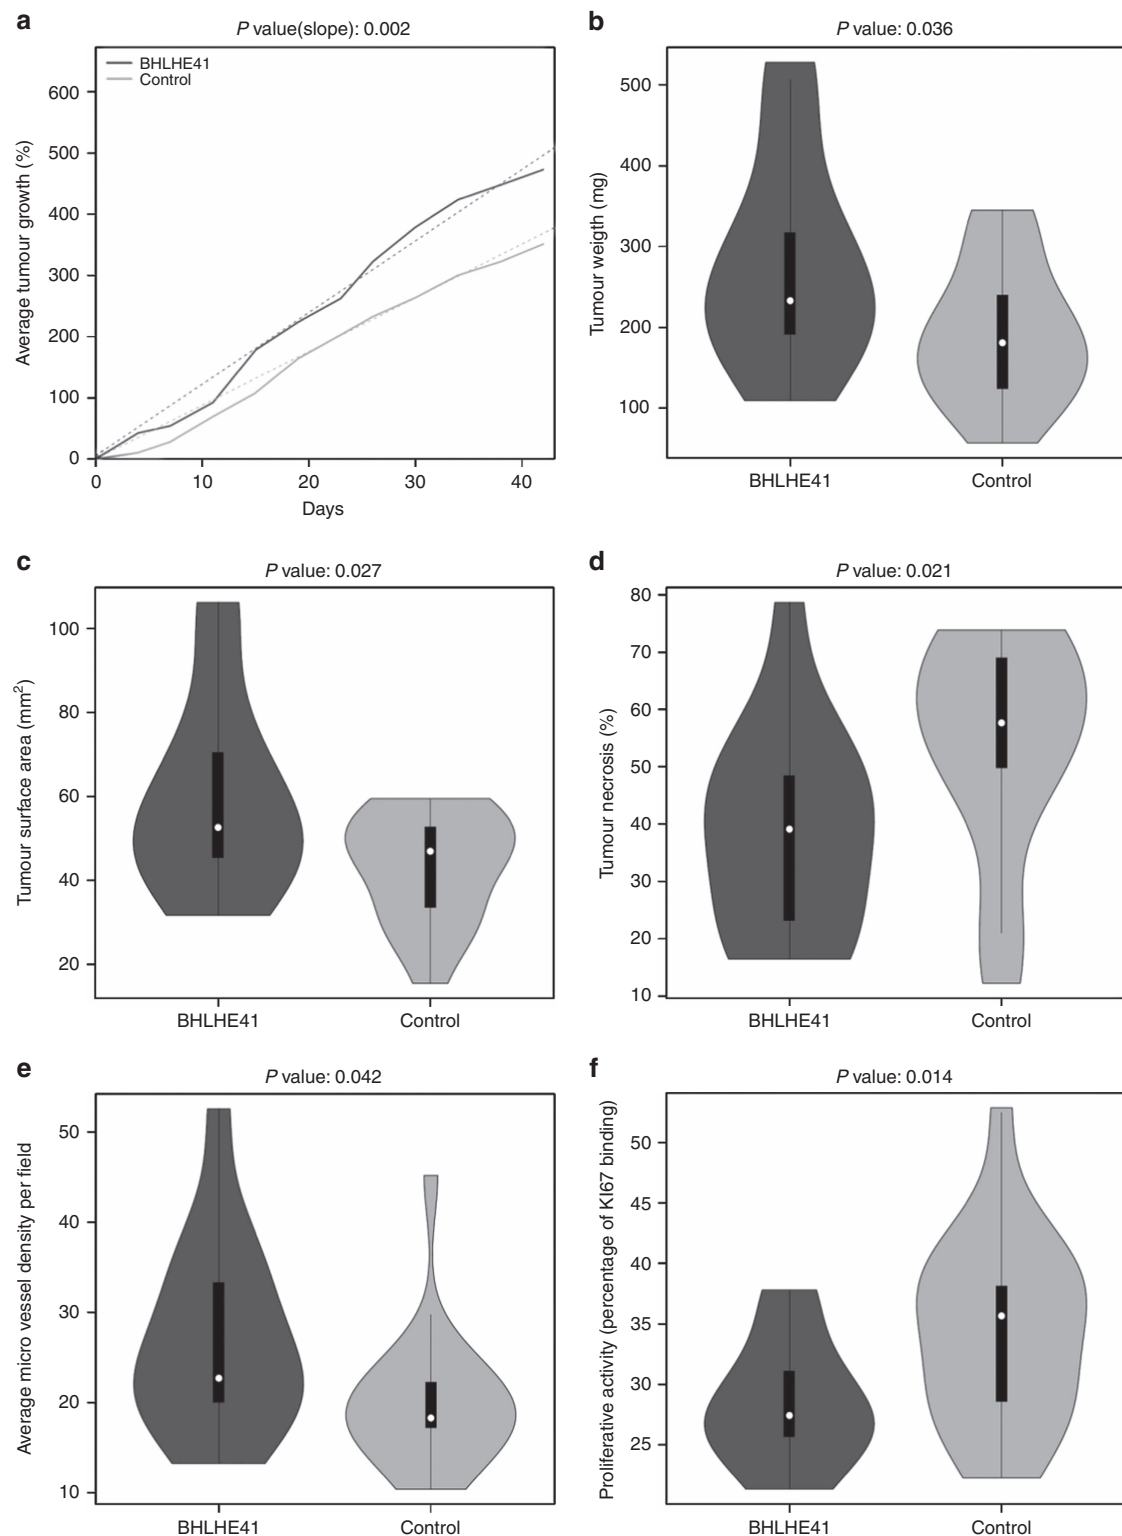 a
P value(slope): 0.002
BHLHE41
Control
Average tumour growth (%)
600
500
400
300
200
100
0
0 10 20 30 40
Days
b
P value: 0.036
Tumour weigth (mg)
500
400
300
200
100
BHLHE41 Control
c
P value: 0.027
Tumour surface area (mm²)
100
80
60
40
20
BHLHE41 Control
d
P value: 0.021
Tumour necrosis (%)
80
70
60
50
40
30
20
10
BHLHE41 Control
e
P value: 0.042
Average micro vessel density per field
50
40
30
20
10
BHLHE41 Control
f
P value: 0.014
Proliferative activity (percentage of KI67 binding)
50
45
40
35
30
25
BHLHE41 Control